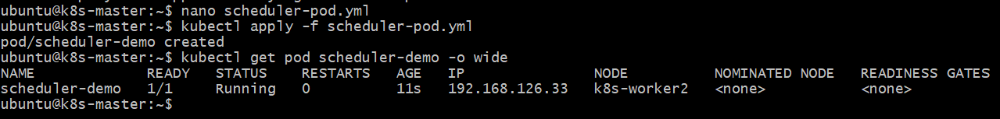 ubuntu@k8s-master:~$ nano scheduler-pod.yml
ubuntu@k8s-master:~$ kubectl apply -f scheduler-pod.yml
pod/scheduler-demo created
ubuntu@k8s-master:~$ kubectl get pod scheduler-demo -o wide
NAME READY STATUS RESTARTS AGE IP NODE NOMINATED NODE READINESS GATES
scheduler-demo 1/1 Running 0 11s 192.168.126.33 k8s-worker2 <none> <none>
ubuntu@k8s-master:~$